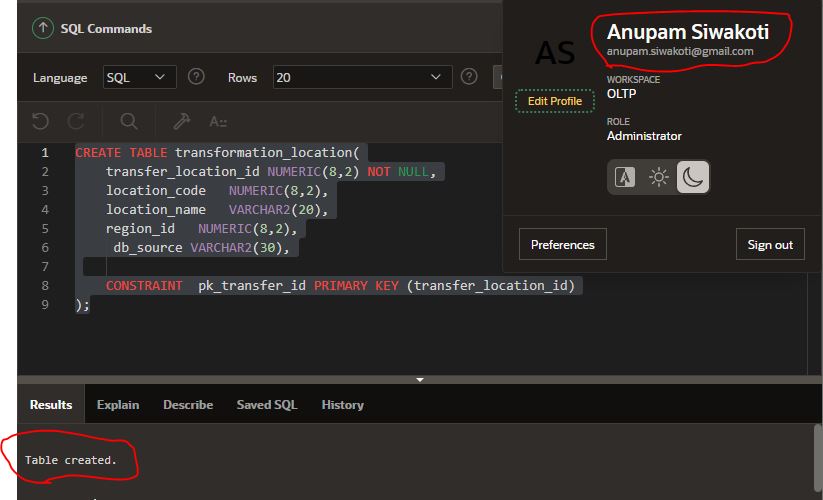 SQL Commands
Language SQL Rows 20
A::
1 CREATE TABLE transformation_location(
2 transfer_location_id NUMERIC(8,2) NOT NULL,
3 location_code NUMERIC(8,2),
4 location_name VARCHAR2(20),
5 region_id NUMERIC(8,2),
6 db_source VARCHAR2(30),
7
8 CONSTRAINT pk_transfer_id PRIMARY KEY (transfer_location_id)
9 );
AS
Edit Profile
Anupam Siwakoti
anupam.siwakoti@gmail.com
WORKSPACE
OLTP
ROLE
Administrator
Preferences Sign out
Results Explain Describe Saved SQL History
Table created.